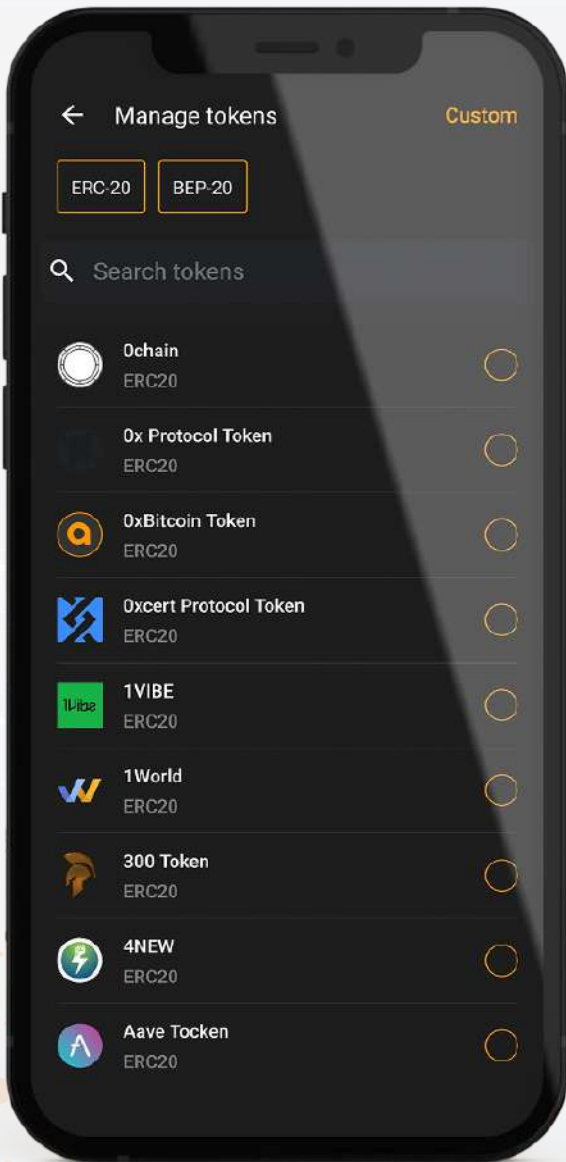 Manage tokens
Custom
ERC-20
BEP-20
Search tokens
0chain
ERC20
0x Protocol Token
ERC20
0xBitcoin Token
ERC20
0xcert Protocol Token
ERC20
1Vibe
1VIBE
ERC20
1World
ERC20
300 Token
ERC20
4NEW
ERC20
Aave Tocken
ERC20